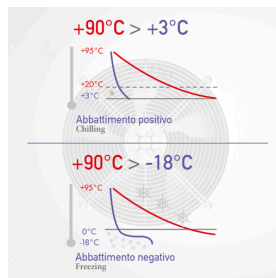 +90°C > +3°C
+95°C
+20°C
+3°C
Abbattimento positivo
Chilling
+90°C > -18°C
+95°C
0°C
-18°C
Abbattimento negativo
Freezing